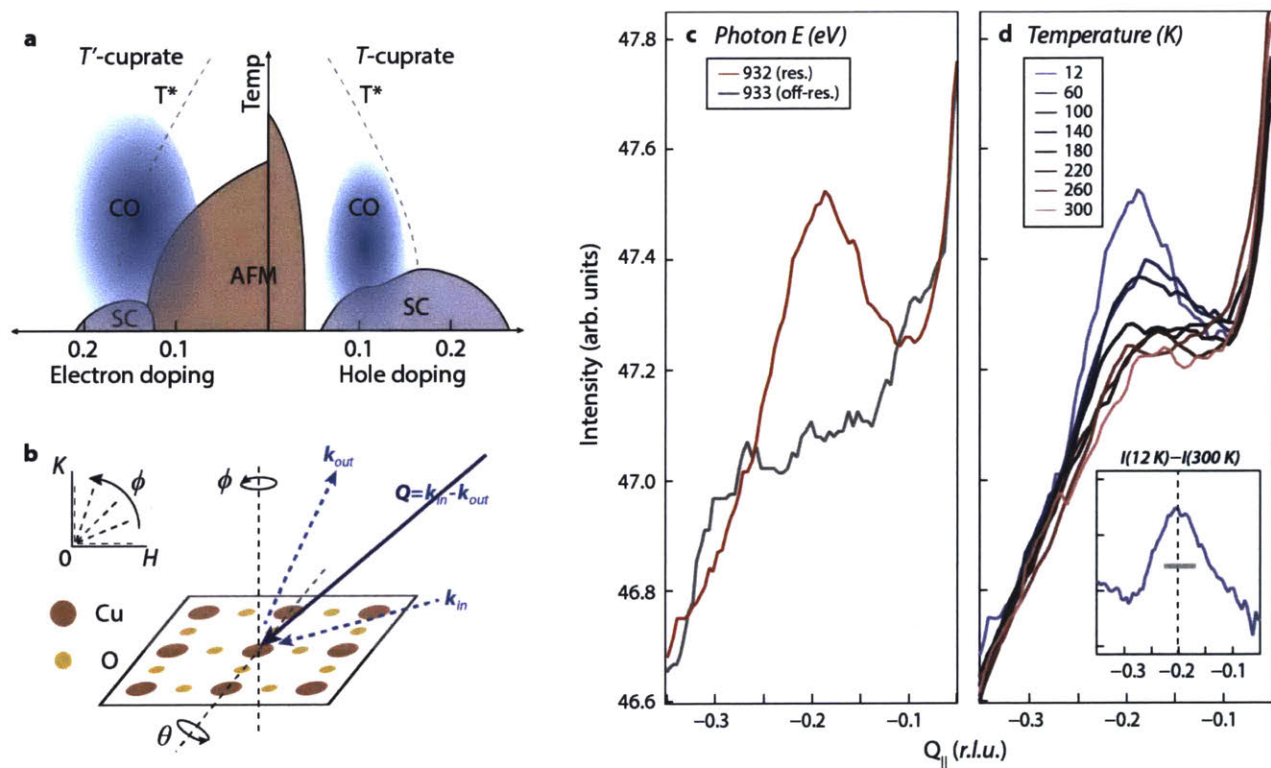 a
T'-cuprate
T-cuprate
T*
T*
Temp
CO
CO
AFM
SC
SC
0.2
0.1
0.1
0.2
Electron doping
Hole doping
b
K
ϕ
0
H
ϕ
k_out
Q=k_in-k_out
k_in
Cu
O
θ
c Photon E (eV)
932 (res.)
933 (off-res.)
Intensity (arb. units)
47.8
47.6
47.4
47.2
47.0
46.8
46.6
−0.3
−0.2
−0.1
d Temperature (K)
12
60
100
140
180
220
260
300
I(12 K)−I(300 K)
−0.3
−0.2
−0.1
−0.3
−0.2
−0.1
Q_|| (r.l.u.)